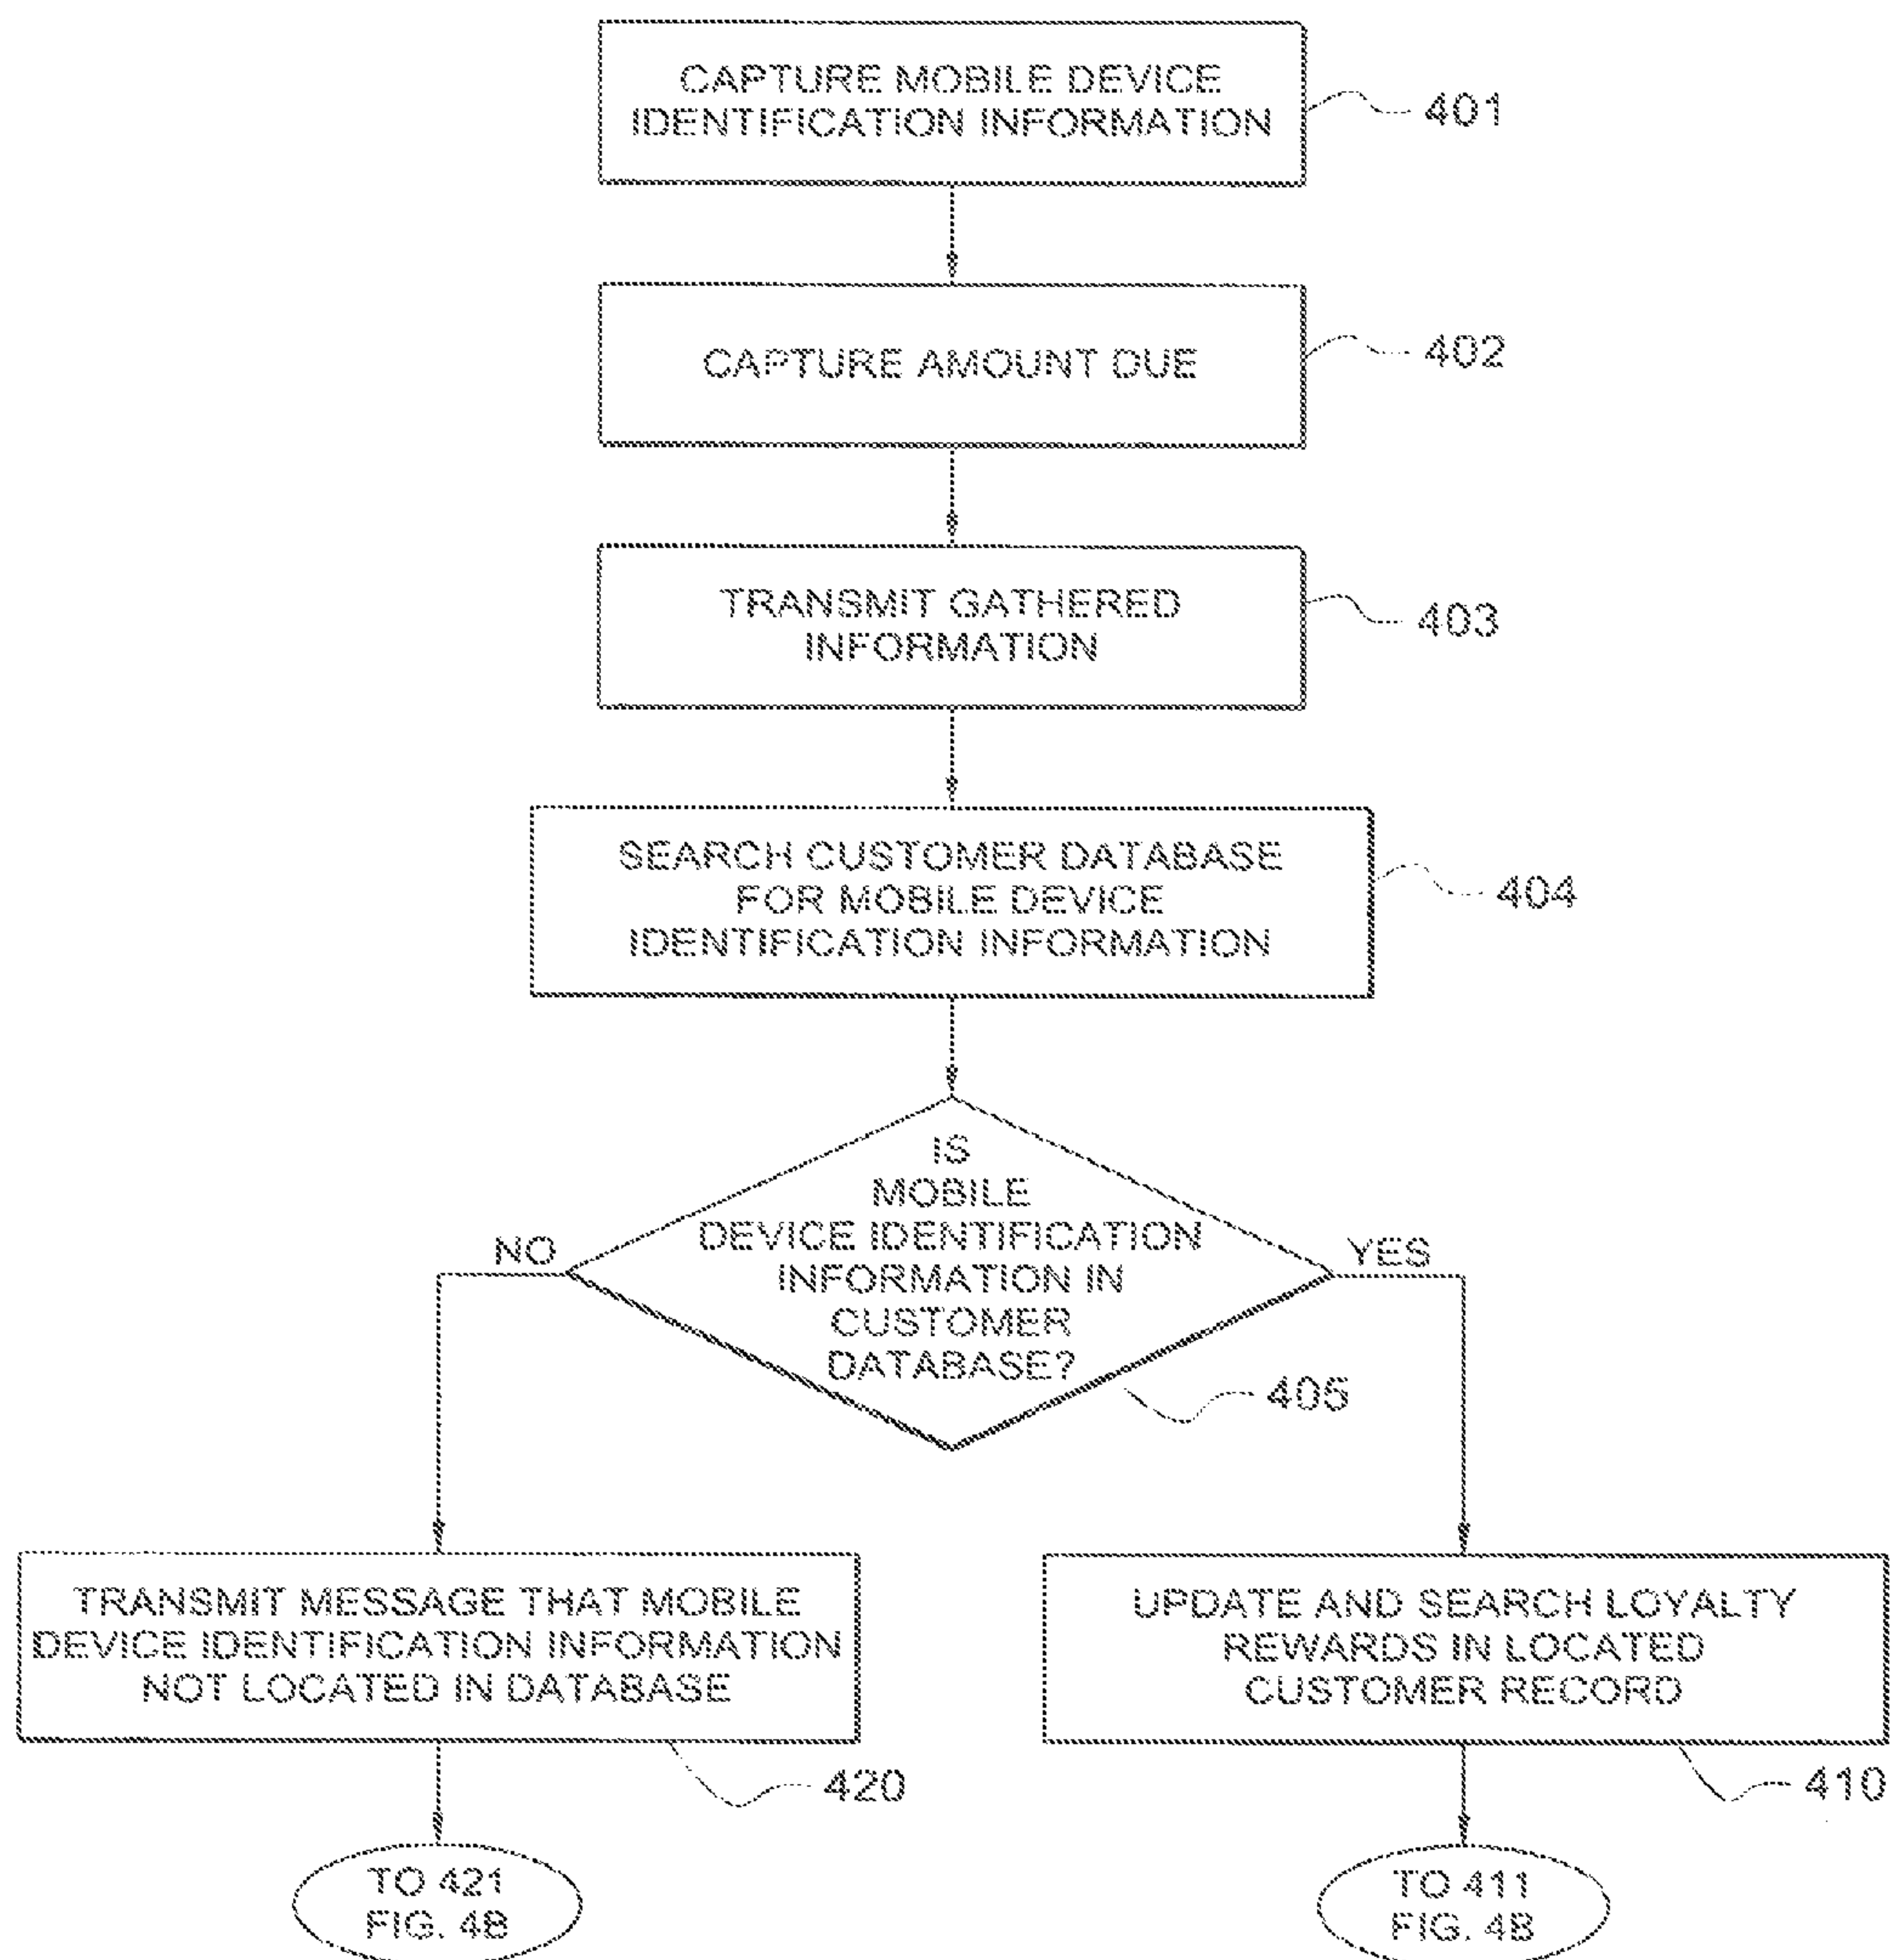 CAPTURE MOBILE DEVICE
IDENTIFICATION INFORMATION
401
CAPTURE AMOUNT DUE
402
TRANSMIT GATHERED
INFORMATION
403
SEARCH CUSTOMER DATABASE
FOR MOBILE DEVICE
IDENTIFICATION INFORMATION
404
IS
MOBILE
DEVICE IDENTIFICATION
INFORMATION IN
CUSTOMER
DATABASE?
NO
YES
405
TRANSMIT MESSAGE THAT MOBILE
DEVICE IDENTIFICATION INFORMATION
NOT LOCATED IN DATABASE
420
UPDATE AND SEARCH LOYALTY
REWARDS IN LOCATED
CUSTOMER RECORD
410
TO 421
FIG. 4B
TO 411
FIG. 4B